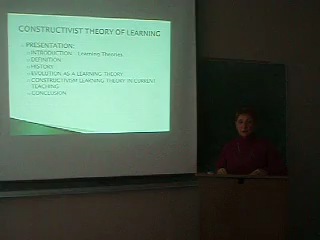 CONSTRUCTIVIST THEORY OF LEARNING
PRESENTATION:
INTRODUCTION - Learning Theories
DEFINITION
HISTORY
EVOLUTION AS A LEARNING THEORY
CONSTRUCTIVISM LEARNING THEORY IN CURRENT
TEACHING
CONCLUSION